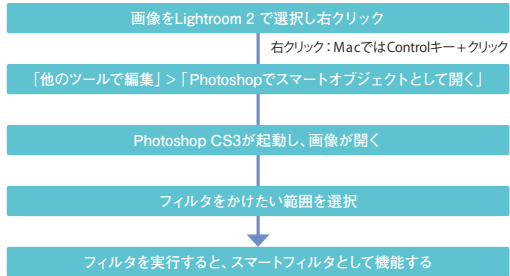 画像をLightroom 2 で選択し右クリック
右クリック：MacではControlキー＋クリック
「他のツールで編集」＞「Photoshopでスマートオブジェクトとして開く」
Photoshop CS3が起動し、画像が開く
フィルタをかけたい範囲を選択
フィルタを実行すると、スマートフィルタとして機能する